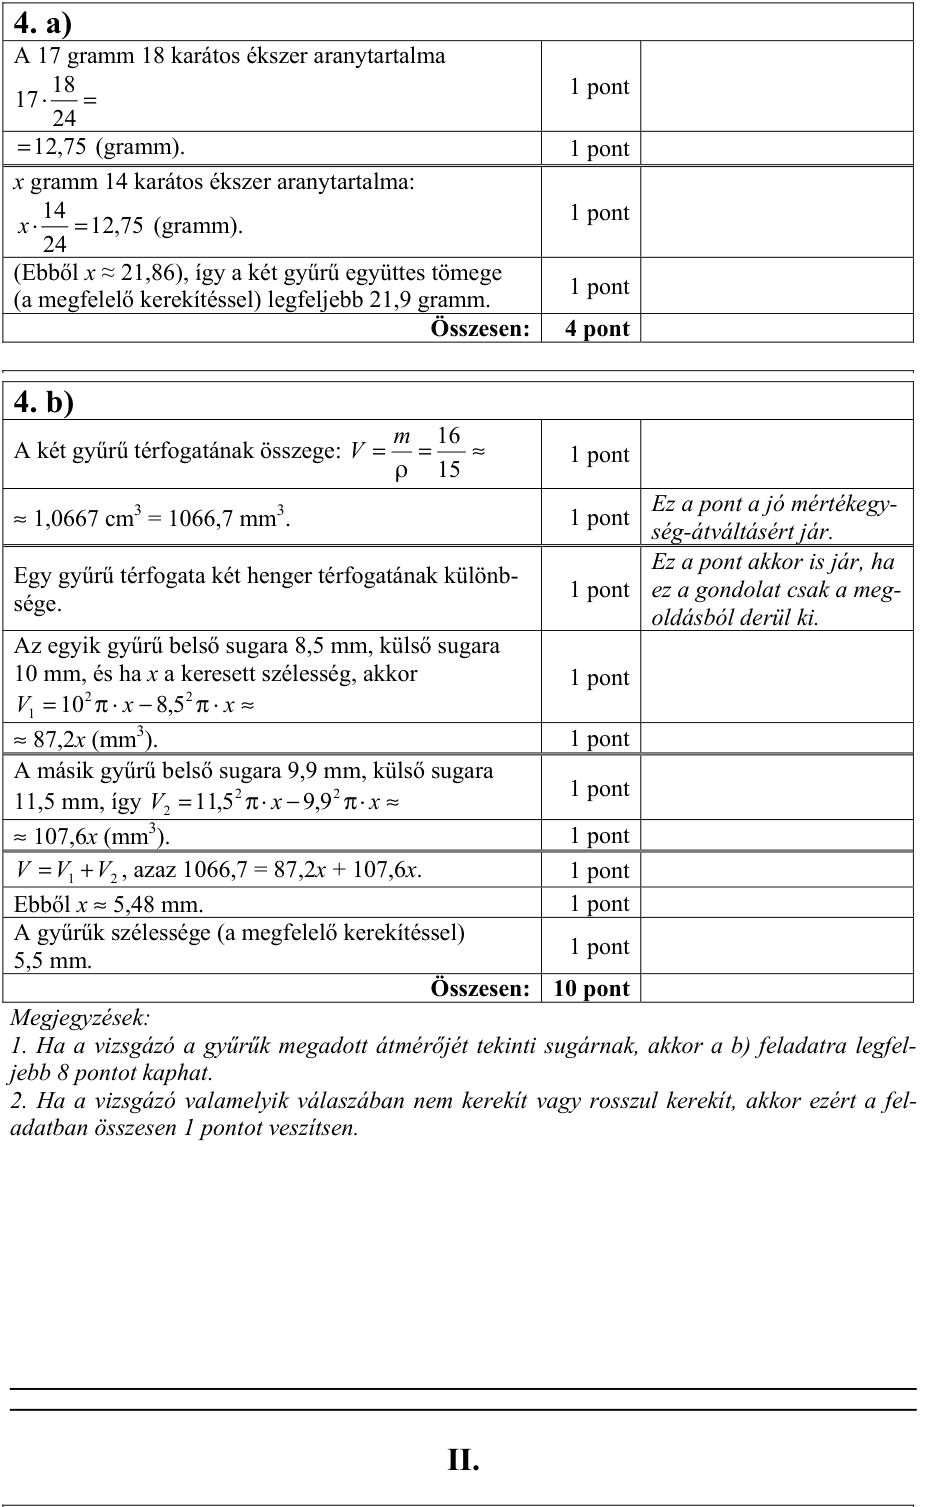 4. a)
A 17 gramm 18 karátos ékszer aranytartalma
17 · 18/24 =
1 pont
= 12,75 (gramm).
1 pont
x gramm 14 karátos ékszer aranytartalma:
x · 14/24 = 12,75 (gramm).
1 pont
(Ebből x ≈ 21,86), így a két gyűrű együttes tömege
(a megfelelő kerekítéssel) legfeljebb 21,9 gramm.
1 pont
Összesen: 4 pont
4. b)
A két gyűrű térfogatának összege: V = m/ρ = 16/15 ≈
1 pont
≈ 1,0667 cm³ = 1066,7 mm³.
1 pont
Ez a pont a jó mértékegy-
ség-átváltásért jár.
Egy gyűrű térfogata két henger térfogatának különb-
sége.
1 pont
Ez a pont akkor is jár, ha
ez a gondolat csak a meg-
oldásból derül ki.
Az egyik gyűrű belső sugara 8,5 mm, külső sugara
10 mm, és ha x a keresett szélesség, akkor
V₁ = 10²π · x − 8,5²π · x ≈
1 pont
≈ 87,2x (mm³).
1 pont
A másik gyűrű belső sugara 9,9 mm, külső sugara
11,5 mm, így V₂ = 11,5²π · x − 9,9²π · x ≈
1 pont
≈ 107,6x (mm³).
1 pont
V = V₁ + V₂, azaz 1066,7 = 87,2x + 107,6x.
1 pont
Ebből x ≈ 5,48 mm.
1 pont
A gyűrűk szélessége (a megfelelő kerekítéssel)
5,5 mm.
1 pont
Összesen: 10 pont
Megjegyzések:
1. Ha a vizsgázó a gyűrűk megadott átmérőjét tekinti sugárnak, akkor a b) feladatra legfel-
jebb 8 pontot kaphat.
2. Ha a vizsgázó valamelyik válaszában nem kerekít vagy rosszul kerekít, akkor ezért a fel-
adatban összesen 1 pontot veszítsen.
II.